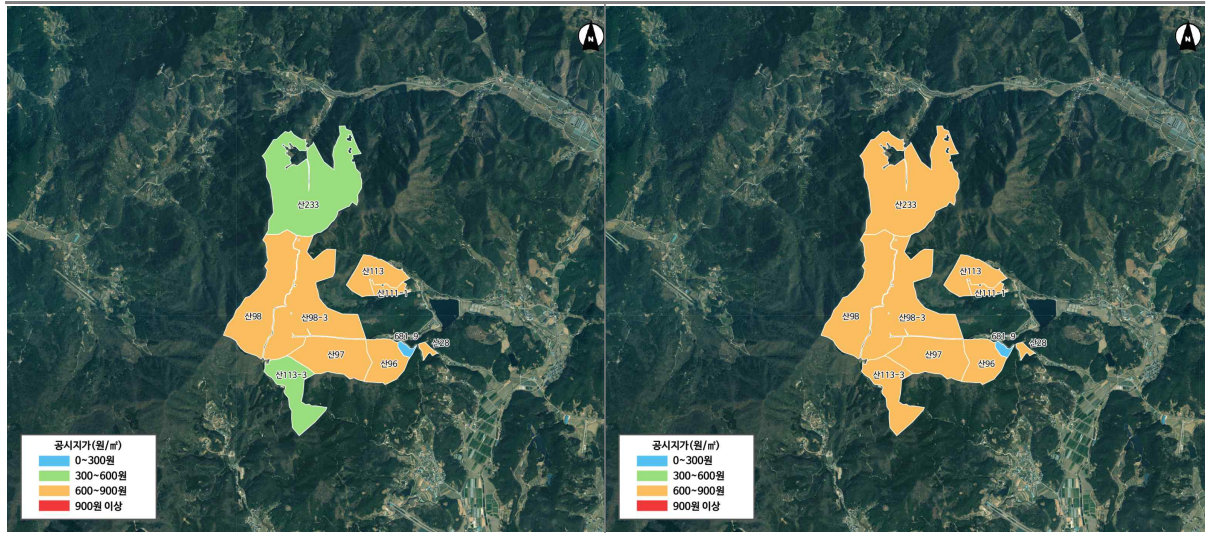 N
산233
산113
산111-1
산98
산98-3
681-9
산28
산97
산96
산113-3
공시지가(원/㎡)
0~300원
300~600원
600~900원
900원 이상
N
산233
산113
산111-1
산98
산98-3
681-9
산28
산97
산96
산113-3
공시지가(원/㎡)
0~300원
300~600원
600~900원
900원 이상